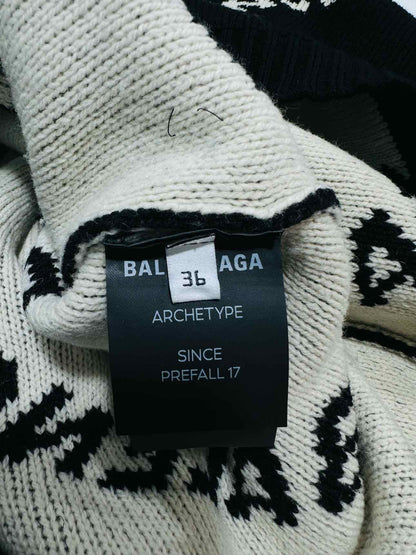 BAL AGA
36
ARCHETYPE
SINCE
PREFALL 17